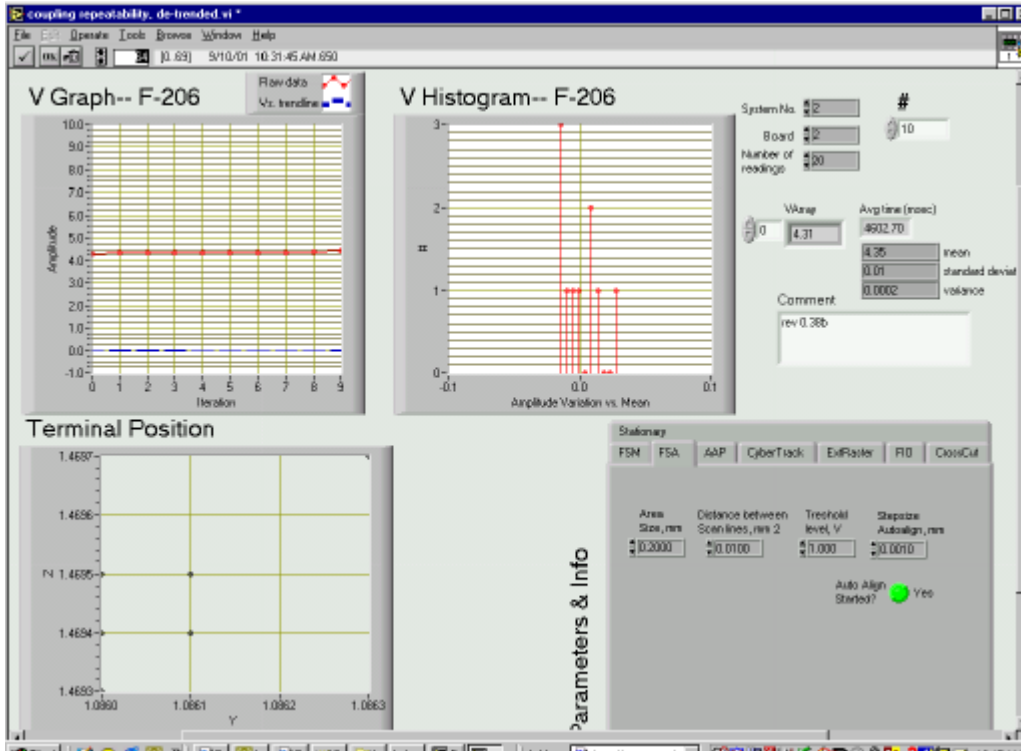 coupling repeatability, de-trended.vi *
File Edit Operate Tools Browse Window Help
34 [0..69] 9/10/01 10:31:45 AM.650
V Graph-- F-206
Raw data
Vs. trendline
Amplitude
10.0
9.0
8.0
7.0
6.0
5.0
4.0
3.0
2.0
1.0
0.0
-1.0
0 1 2 3 4 5 6 7 8 9
Iteration
V Histogram-- F-206
#
3
2
1
0
-0.1 0.0 0.1
Amplitude Variation vs. Mean
System No. 2
Board 2
Number of readings 20
#
10
VArray
0 4.31
Avg time (msec)
4602.70
4.35 mean
0.01 standard deviat
0.0002 variance
Comment
rev 0.38b
Terminal Position
Z
1.4697
1.4696
1.4695
1.4694
1.4693
1.0860 1.0861 1.0862 1.0863
Y
Parameters & Info
Stationary
FSM FSA AAP CyberTrack ExtRaster FIO CrossCut
Area Size, mm
0.2000
Distance between Scan lines, mm 2
0.0100
Treshold level, V
1.000
Stepsize Autoalign, mm
0.0010
Auto Align Started? Yes